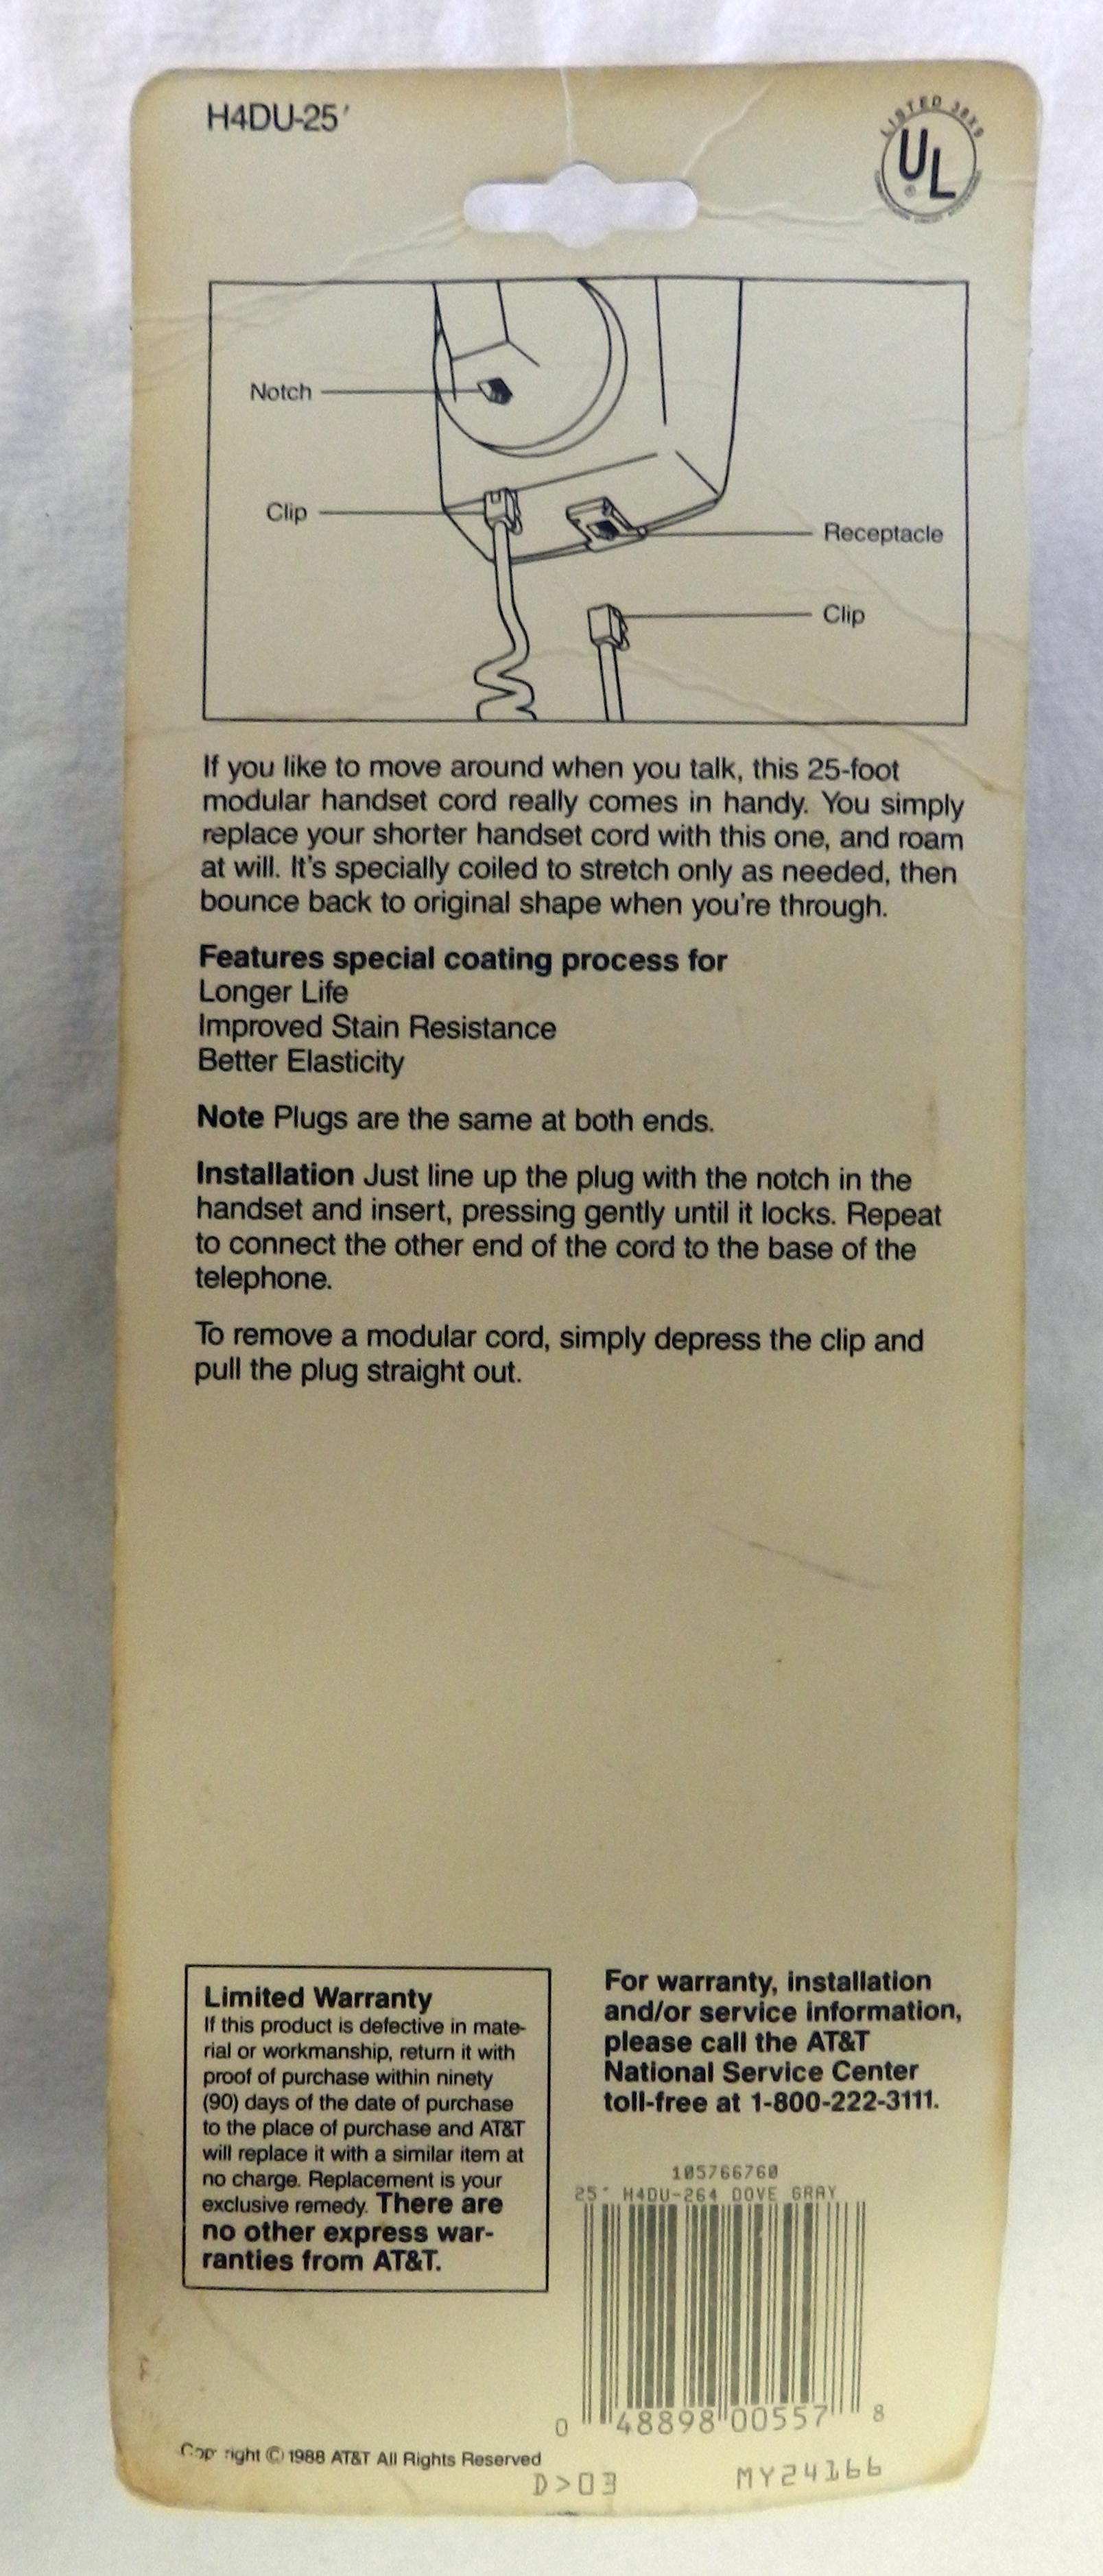 H4DU-25′
LISTED 38X9
UL
®
Notch
Clip
Receptacle
Clip
If you like to move around when you talk, this 25-foot
modular handset cord really comes in handy. You simply
replace your shorter handset cord with this one, and roam
at will. It's specially coiled to stretch only as needed, then
bounce back to original shape when you're through.
Features special coating process for
Longer Life
Improved Stain Resistance
Better Elasticity
Note Plugs are the same at both ends.
Installation Just line up the plug with the notch in the
handset and insert, pressing gently until it locks. Repeat
to connect the other end of the cord to the base of the
telephone.
To remove a modular cord, simply depress the clip and
pull the plug straight out.
Limited Warranty
If this product is defective in mate-
rial or workmanship, return it with
proof of purchase within ninety
(90) days of the date of purchase
to the place of purchase and AT&T
will replace it with a similar item at
no charge. Replacement is your
exclusive remedy. There are
no other express war-
ranties from AT&T.
For warranty, installation
and/or service information,
please call the AT&T
National Service Center
toll-free at 1-800-222-3111.
105766760
25' H4DU-264 DOVE GRAY
0 48898 00557 8
Copyright © 1988 AT&T All Rights Reserved
D>03
MY24166